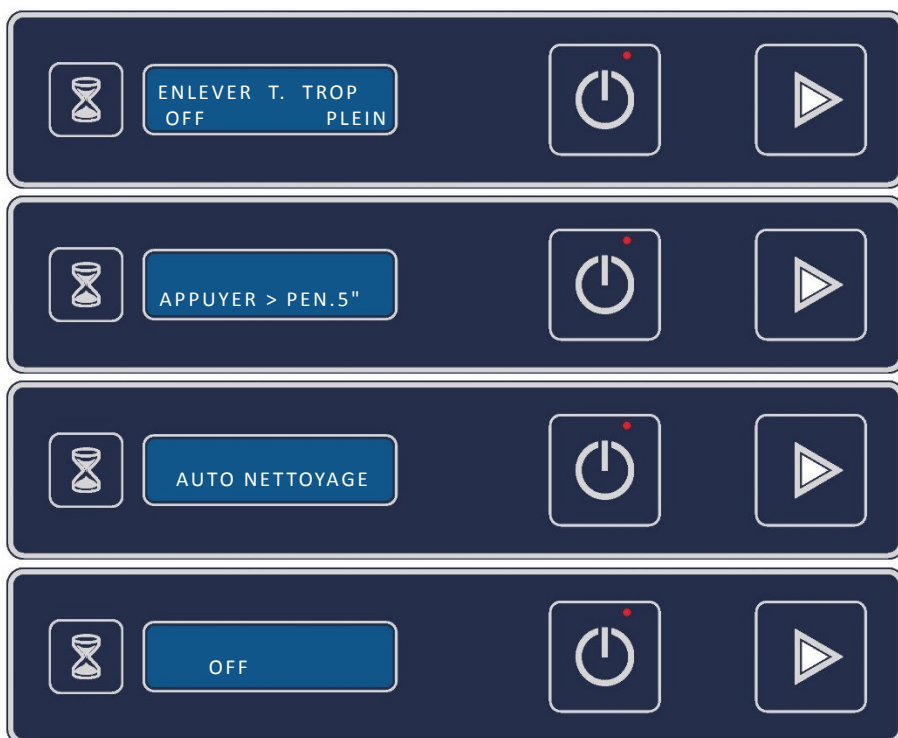 ENLEVER T. TROP
OFF PLEIN
APPUYER > PEN.5"
AUTO NETTOYAGE
OFF